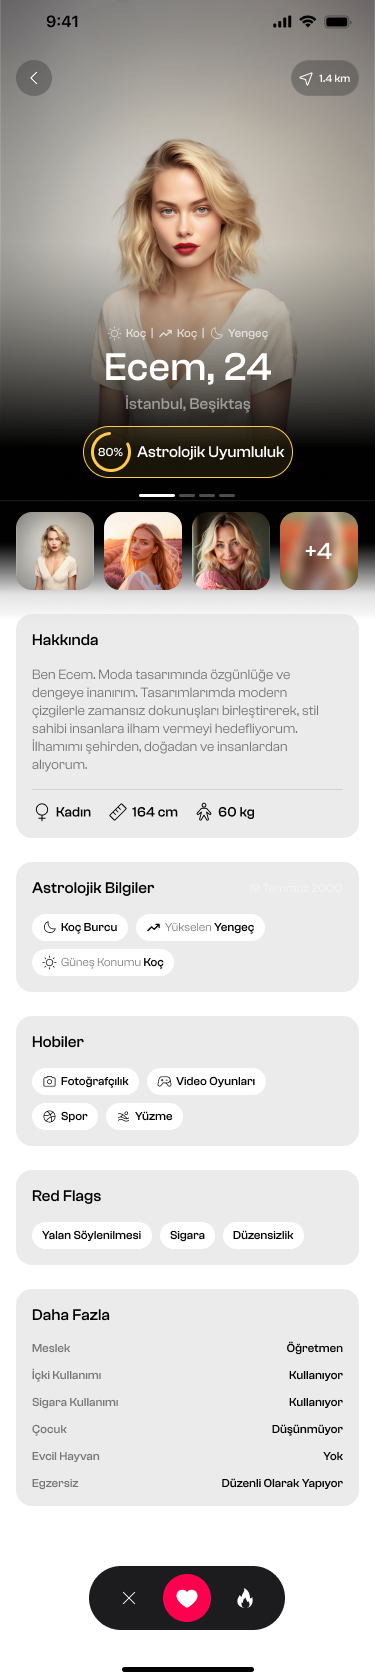 9:41
1.4 km
Koç | Koç | Yengeç
Ecem, 24
İstanbul, Beşiktaş
80% Astrolojik Uyumluluk
+4
Hakkında
Ben Ecem. Moda tasarımında özgünlüğe ve
dengeye inanırım. Tasarımlarımda modern
çizgilerle zamansız dokunuşları birleştirerek, stil
sahibi insanlara ilham vermeyi hedefliyorum.
İlhamımı şehirden, doğadan ve insanlardan
alıyorum.
Kadın 164 cm 60 kg
Astrolojik Bilgiler 19 Temmuz 2000
Koç Burcu Yükselen Yengeç
Güneş Konumu Koç
Hobiler
Fotoğrafçılık Video Oyunları
Spor Yüzme
Red Flags
Yalan Söylenilmesi Sigara Düzensizlik
Daha Fazla
Meslek Öğretmen
İçki Kullanımı Kullanıyor
Sigara Kullanımı Kullanıyor
Çocuk Düşünmüyor
Evcil Hayvan Yok
Egzersiz Düzenli Olarak Yapıyor